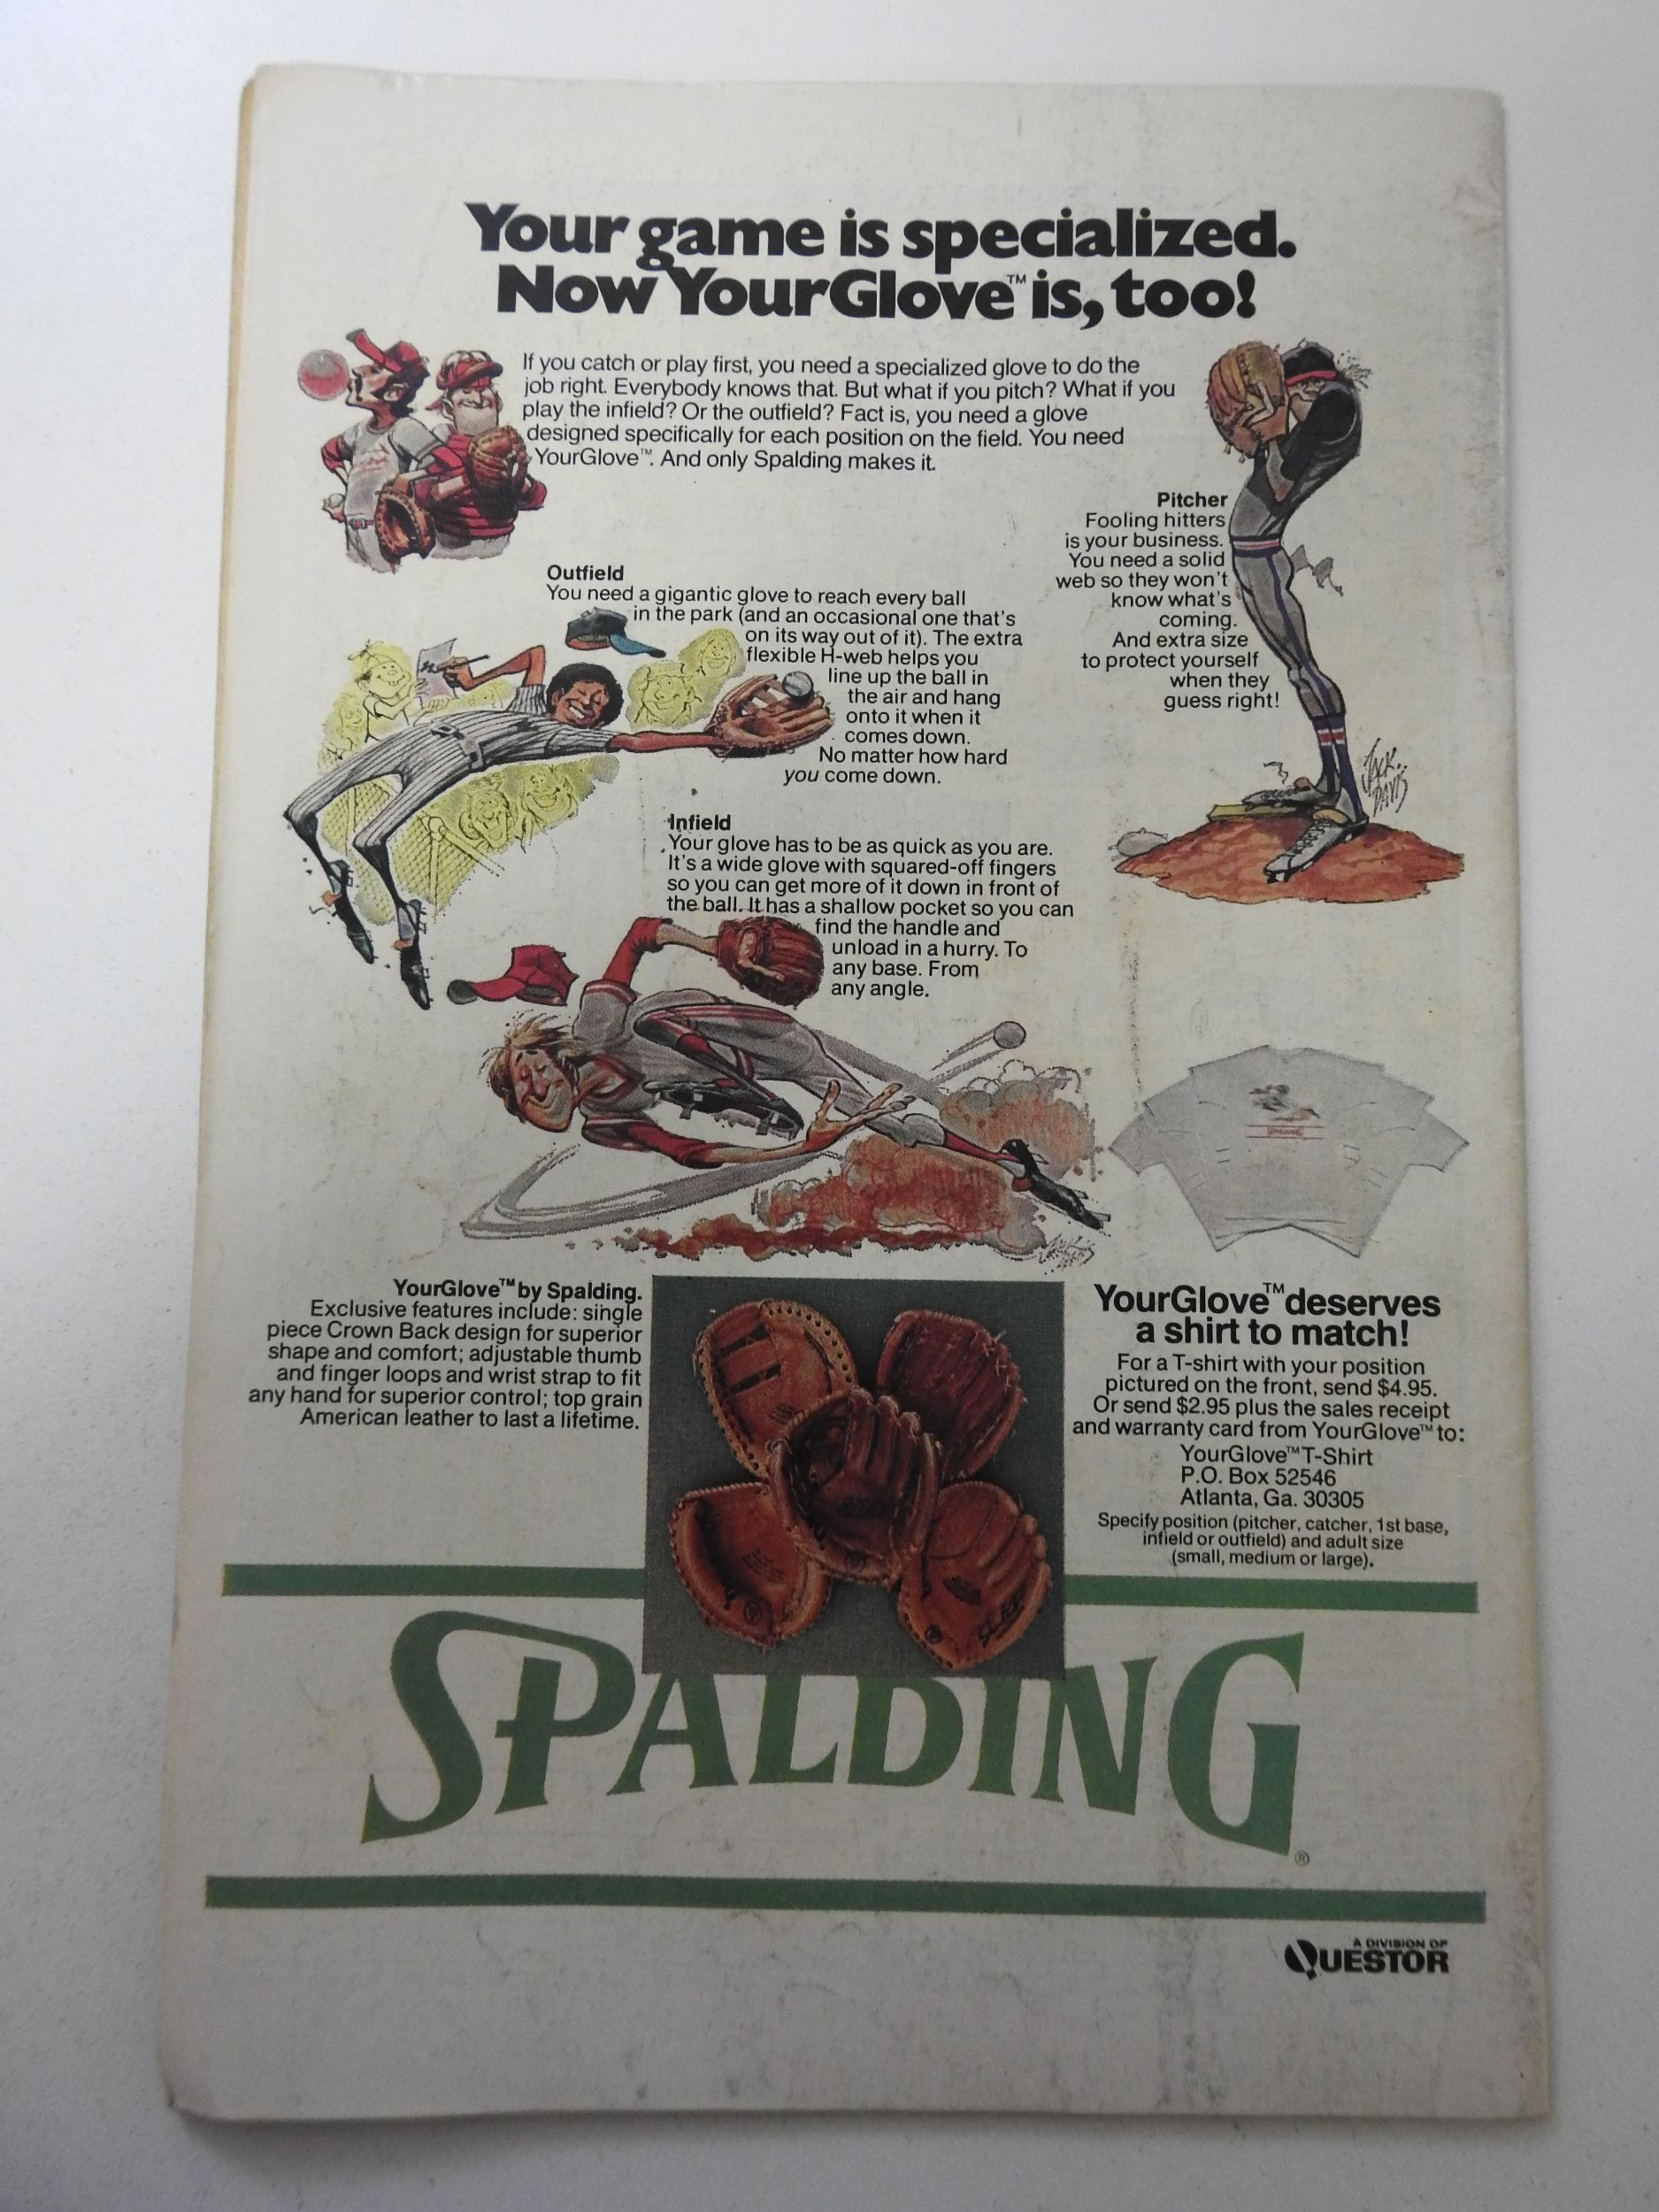 Your game is specialized.
Now YourGlove™ is, too!
If you catch or play first, you need a specialized glove to do the
job right. Everybody knows that. But what if you pitch? What if you
play the infield? Or the outfield? Fact is, you need a glove
designed specifically for each position on the field. You need
YourGlove™. And only Spalding makes it.
Pitcher
Fooling hitters
is your business.
You need a solid
web so they won't
know what's
coming.
And extra size
to protect yourself
when they
guess right!
JACK DAVIS
Outfield
You need a gigantic glove to reach every ball
in the park (and an occasional one that's
on its way out of it). The extra
flexible H-web helps you
line up the ball in
the air and hang
onto it when it
comes down.
No matter how hard
you come down.
Infield
Your glove has to be as quick as you are.
It's a wide glove with squared-off fingers
so you can get more of it down in front of
the ball. It has a shallow pocket so you can
find the handle and
unload in a hurry. To
any base. From
any angle.
SPALDING
YourGlove™ by Spalding.
Exclusive features include: single
piece Crown Back design for superior
shape and comfort; adjustable thumb
and finger loops and wrist strap to fit
any hand for superior control; top grain
American leather to last a lifetime.
YourGlove™ deserves
a shirt to match!
For a T-shirt with your position
pictured on the front, send $4.95.
Or send $2.95 plus the sales receipt
and warranty card from YourGlove™ to:
YourGlove™ T-Shirt
P.O. Box 52546
Atlanta, Ga. 30305
Specify position (pitcher, catcher, 1st base,
infield or outfield) and adult size
(small, medium or large).
SPALDING®
A DIVISION OF
QUESTOR